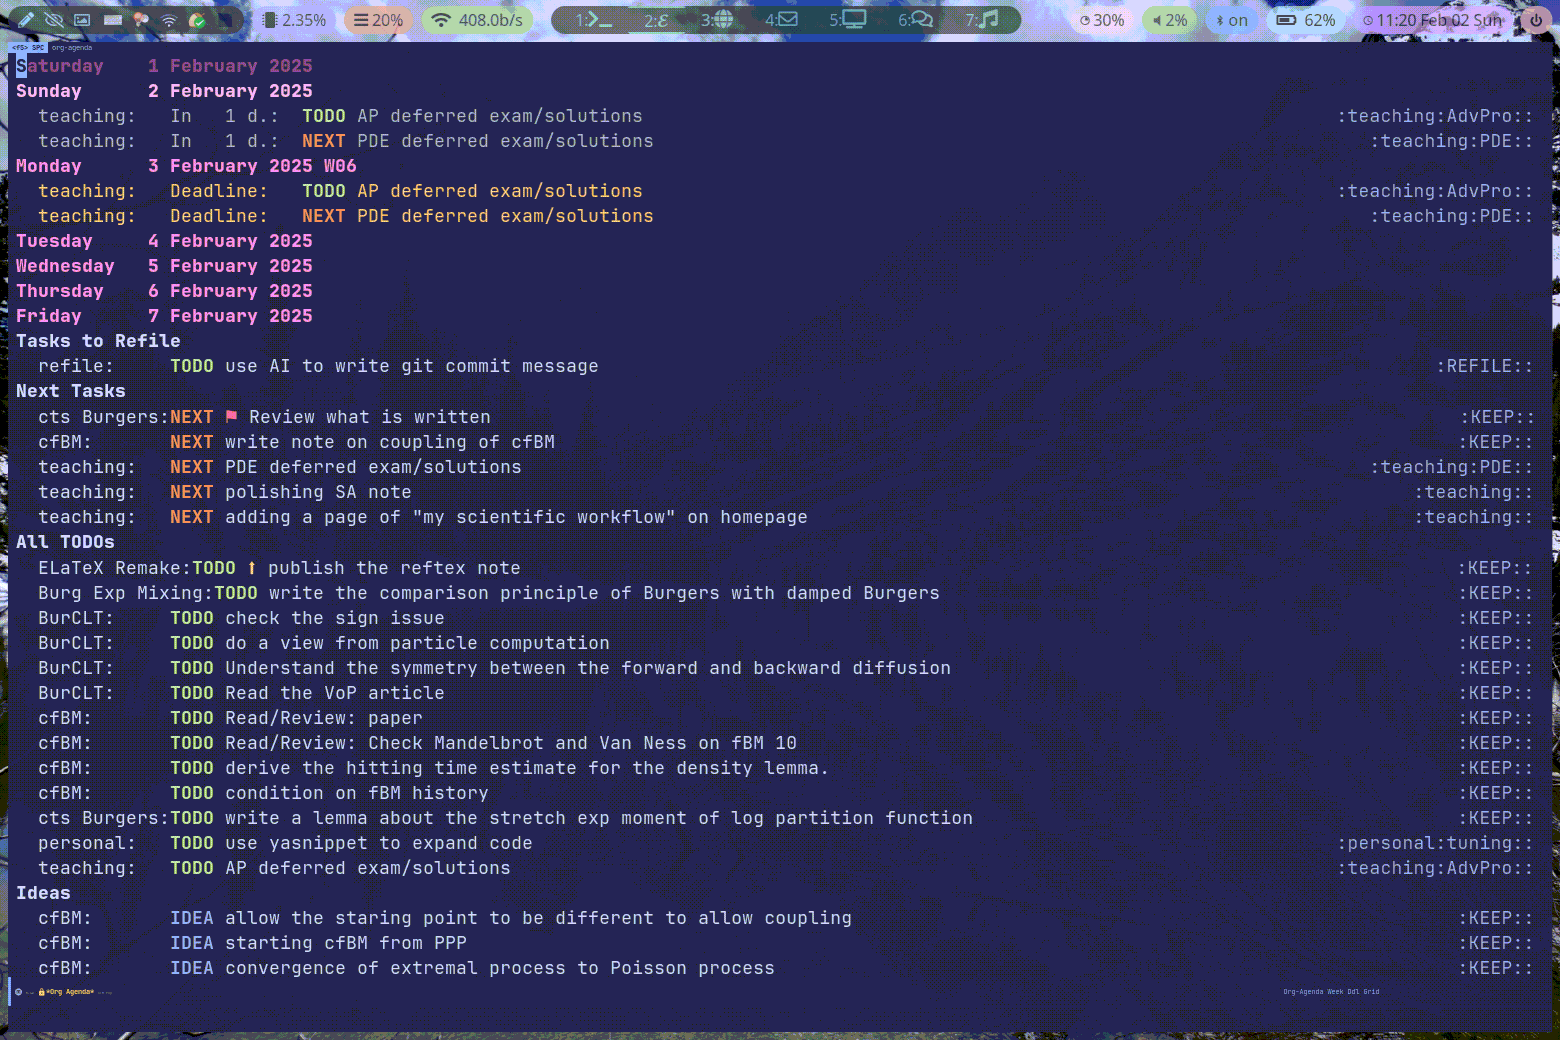 2.35% 20% 408.0b/s 1: 2: 3: 4: 5: 6: 7: 30% 2% on 62% 11:20 Feb 02 Sun
<f5> SPC org-agenda
Saturday 1 February 2025
Sunday 2 February 2025
teaching: In 1 d.: TODO AP deferred exam/solutions :teaching:AdvPro::
teaching: In 1 d.: NEXT PDE deferred exam/solutions :teaching:PDE::
Monday 3 February 2025 W06
teaching: Deadline: TODO AP deferred exam/solutions :teaching:AdvPro::
teaching: Deadline: NEXT PDE deferred exam/solutions :teaching:PDE::
Tuesday 4 February 2025
Wednesday 5 February 2025
Thursday 6 February 2025
Friday 7 February 2025
Tasks to Refile
refile: TODO use AI to write git commit message :REFILE::
Next Tasks
cts Burgers:NEXT Review what is written :KEEP::
cfBM: NEXT write note on coupling of cfBM :KEEP::
teaching: NEXT PDE deferred exam/solutions :teaching:PDE::
teaching: NEXT polishing SA note :teaching::
teaching: NEXT adding a page of "my scientific workflow" on homepage :teaching::
All TODOs
ELaTeX Remake:TODO publish the reftex note :KEEP::
Burg Exp Mixing:TODO write the comparison principle of Burgers with damped Burgers :KEEP::
BurCLT: TODO check the sign issue :KEEP::
BurCLT: TODO do a view from particle computation :KEEP::
BurCLT: TODO Understand the symmetry between the forward and backward diffusion :KEEP::
BurCLT: TODO Read the VoP article :KEEP::
cfBM: TODO Read/Review: paper :KEEP::
cfBM: TODO Read/Review: Check Mandelbrot and Van Ness on fBM 10 :KEEP::
cfBM: TODO derive the hitting time estimate for the density lemma. :KEEP::
cfBM: TODO condition on fBM history :KEEP::
cts Burgers:TODO write a lemma about the stretch exp moment of log partition function :KEEP::
personal: TODO use yasnippet to expand code :personal:tuning::
teaching: TODO AP deferred exam/solutions :teaching:AdvPro::
Ideas
cfBM: IDEA allow the staring point to be different to allow coupling :KEEP::
cfBM: IDEA starting cfBM from PPP :KEEP::
cfBM: IDEA convergence of extremal process to Poisson process :KEEP::
*Org Agenda* Org-Agenda Week Ddl Grid